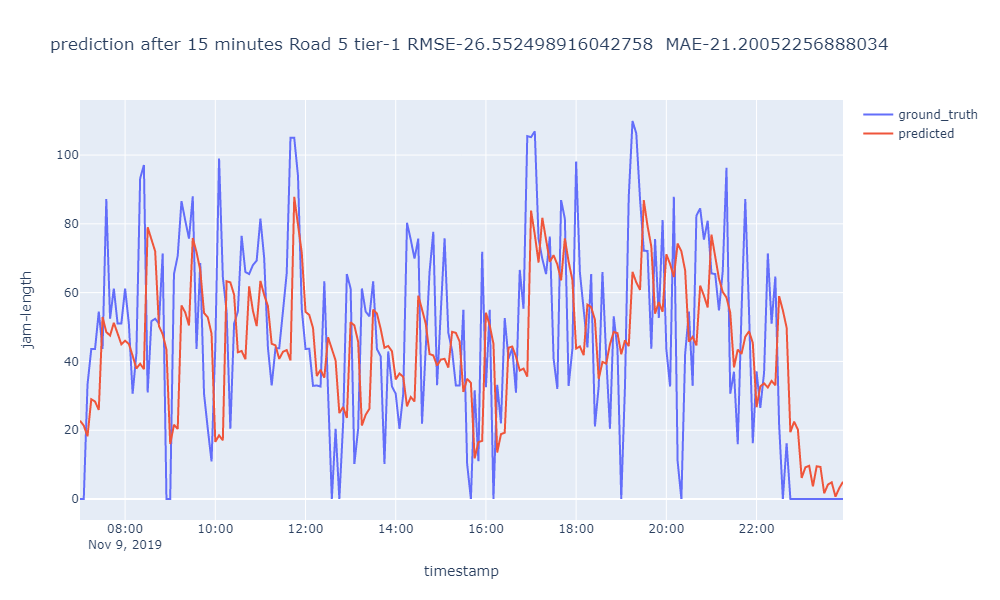 prediction after 15 minutes Road 5 tier-1 RMSE-26.552498916042758  MAE-21.20052256888034
ground_truth
predicted
jam-length
100
80
60
40
20
0
08:00 10:00 12:00 14:00 16:00 18:00 20:00 22:00
Nov 9, 2019
timestamp